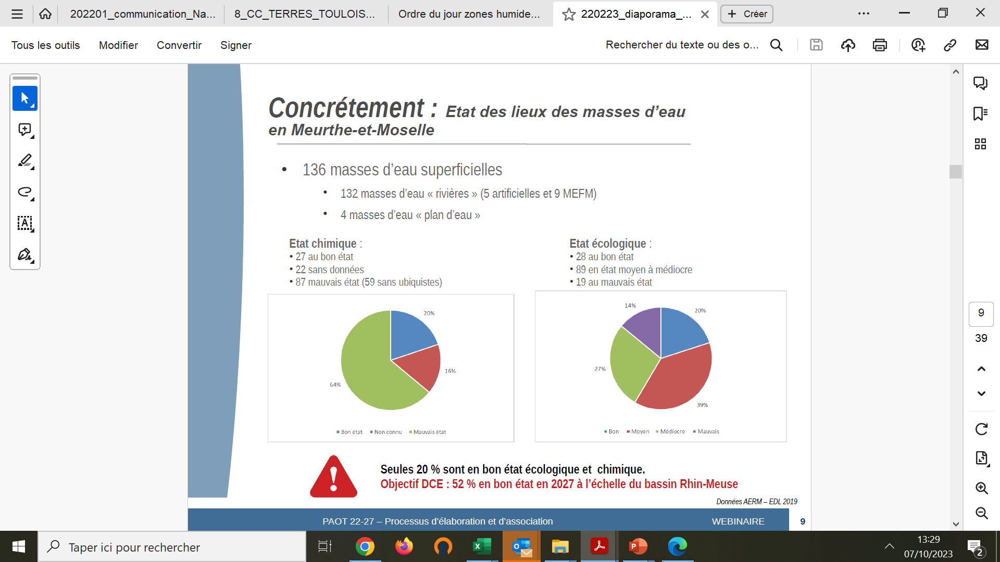 202201_communication_Na...
8_CC_TERRES_TOULOIS...
Ordre du jour zones humide...
220223_diaporama_...
Créer
Tous les outils
Modifier
Convertir
Signer
Rechercher du texte ou des o...
Concrétement : Etat des lieux des masses d’eau
en Meurthe-et-Moselle
• 136 masses d’eau superficielles
• 132 masses d’eau « rivières » (5 artificielles et 9 MEFM)
• 4 masses d’eau « plan d’eau »
Etat chimique :
• 27 au bon état
• 22 sans données
• 87 mauvais état (59 sans ubiquistes)
20%
16%
64%
Bon état Non connu Mauvais état
Etat écologique :
• 28 au bon état
• 89 en état moyen à médiocre
• 19 au mauvais état
14%
20%
27%
39%
Bon Moyen Médiocre Mauvais
Seules 20 % sont en bon état écologique et  chimique.
Objectif DCE : 52 % en bon état en 2027 à l’échelle du bassin Rhin-Meuse
Données AERM – EDL 2019
PAOT 22-27 – Processus d’élaboration et d’association
WEBINAIRE
9
9
39
Taper ici pour rechercher
13:29
07/10/2023
2